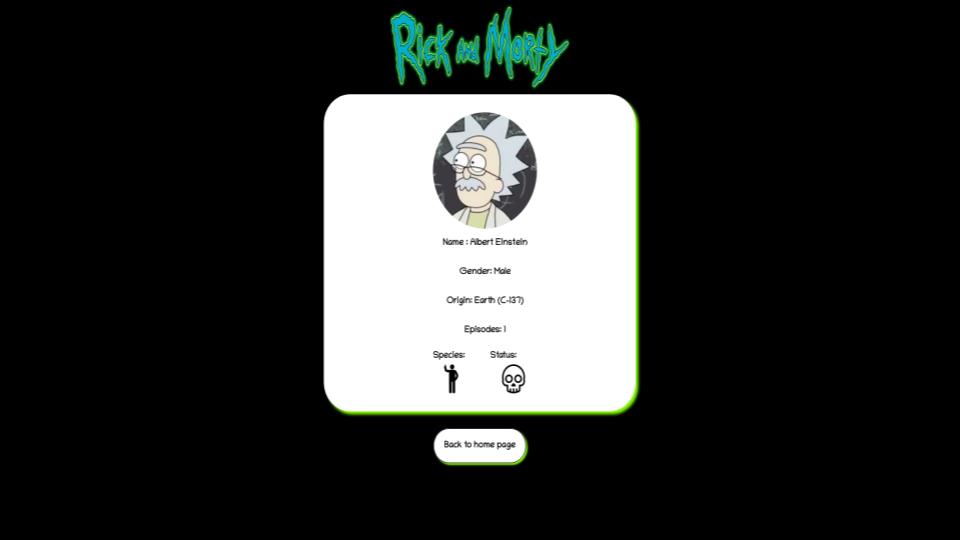 Rick and Morty
Name : Albert Einstein
Gender: Male
Origin: Earth (C-137)
Episodes: 1
Species: Status:
Back to home page